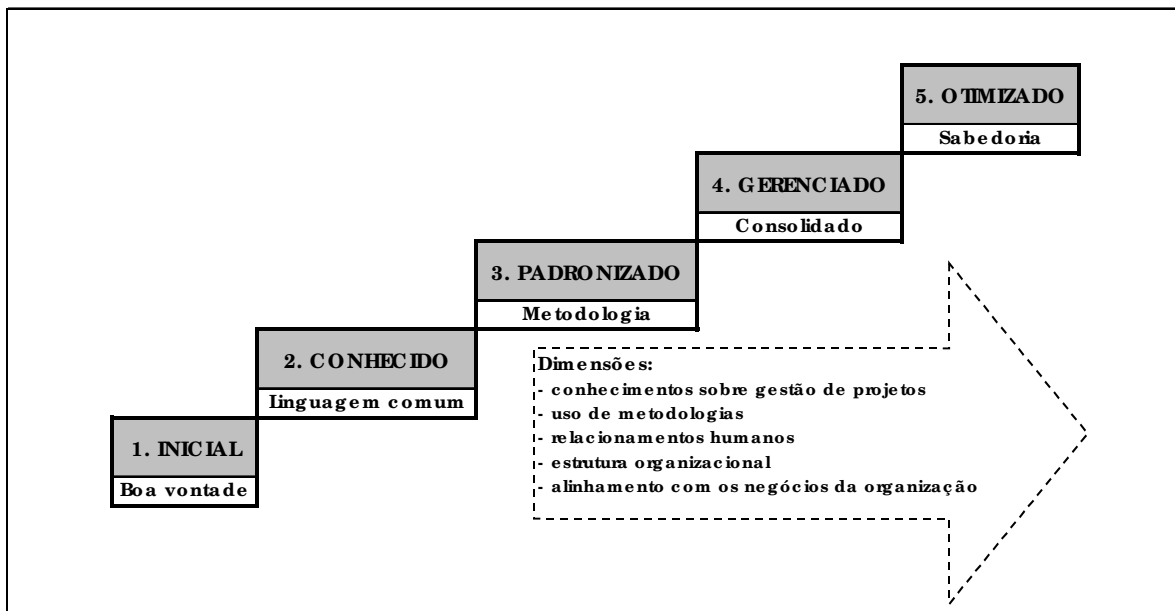 5. OTIMIZADO
Sabedoria
4. GERENCIADO
Consolidado
3. PADRONIZADO
Metodologia
2. CONHECIDO
Linguagem comum
1. INICIAL
Boa vontade
Dimensões:
- conhecimentos sobre gestão de projetos
- uso de metodologias
- relacionamentos humanos
- estrutura organizacional
- alinhamento com os negócios da organização